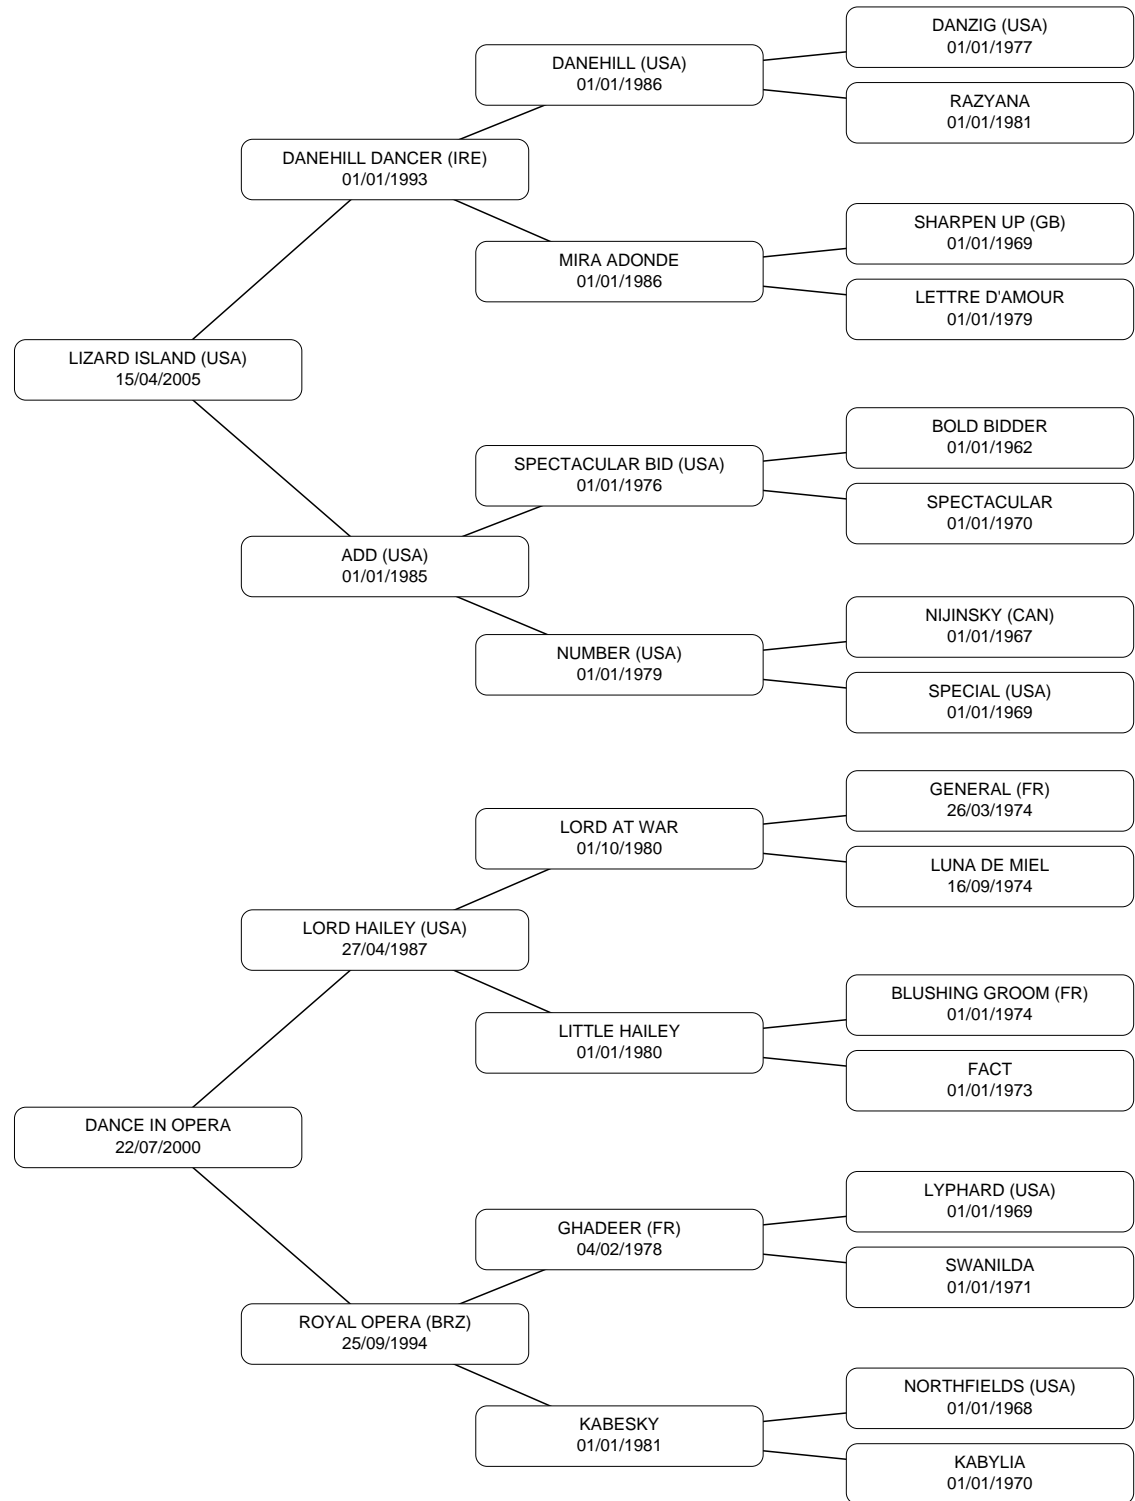 DANZIG (USA)
01/01/1977
DANEHILL (USA)
01/01/1986
RAZYANA
01/01/1981
DANEHILL DANCER (IRE)
01/01/1993
SHARPEN UP (GB)
01/01/1969
MIRA ADONDE
01/01/1986
LETTRE D'AMOUR
01/01/1979
LIZARD ISLAND (USA)
15/04/2005
BOLD BIDDER
01/01/1962
SPECTACULAR BID (USA)
01/01/1976
SPECTACULAR
01/01/1970
ADD (USA)
01/01/1985
NIJINSKY (CAN)
01/01/1967
NUMBER (USA)
01/01/1979
SPECIAL (USA)
01/01/1969
GENERAL (FR)
26/03/1974
LORD AT WAR
01/10/1980
LUNA DE MIEL
16/09/1974
LORD HAILEY (USA)
27/04/1987
BLUSHING GROOM (FR)
01/01/1974
LITTLE HAILEY
01/01/1980
FACT
01/01/1973
DANCE IN OPERA
22/07/2000
LYPHARD (USA)
01/01/1969
GHADEER (FR)
04/02/1978
SWANILDA
01/01/1971
ROYAL OPERA (BRZ)
25/09/1994
NORTHFIELDS (USA)
01/01/1968
KABESKY
01/01/1981
KABYLIA
01/01/1970